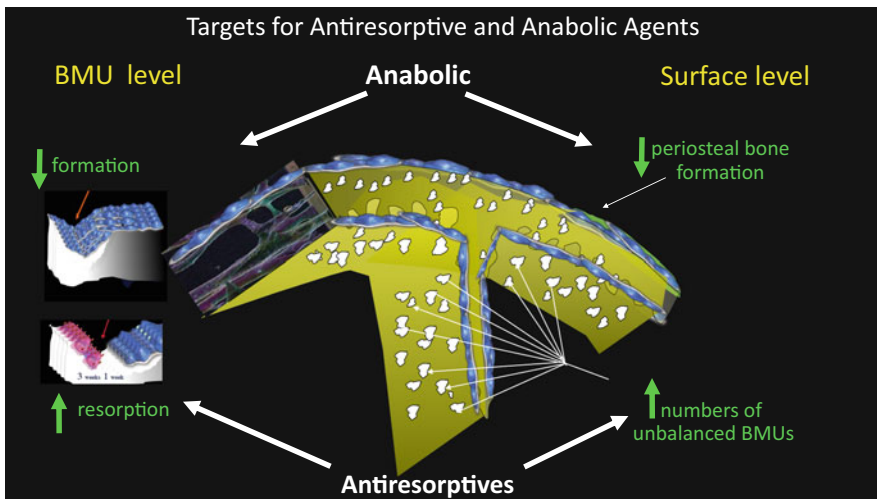 Targets for Antiresorptive and Anabolic Agents
BMU level
Anabolic
Surface level
formation
periosteal bone
formation
3 weeks 1 week
resorption
numbers of
unbalanced BMUs
Antiresorptives